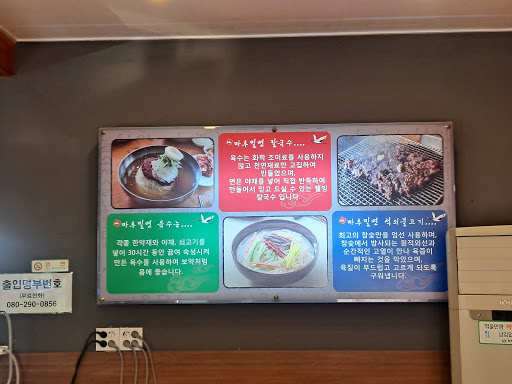 마루밀면 칼국수....
육수는 화학 조미료를 사용하지
않고 천연재료만 고집하여
만들었으며,
면은 야채를 넣어 직접 반죽하여
만들어서 믿고 드실 수 있는 웰빙
칼국수 입니다.
마루밀면 육수는....
각종 한약재와 야채, 쇠고기를
넣어 30시간 동안 끓여 숙성시켜
만든 육수를 사용하여 보약처럼
몸에 좋습니다.
마루밀면 석쇠불고기....
최고의 참숯만을 엄선 사용하며,
참숯에서 방사되는 원적외선과
순간적인 고열이 만나 육즙이
빠지는 것을 막았으며,
육질이 부드럽고 고르게 되도록
구워냅니다.
출입명부번호
(무료전화)
080-290-0856